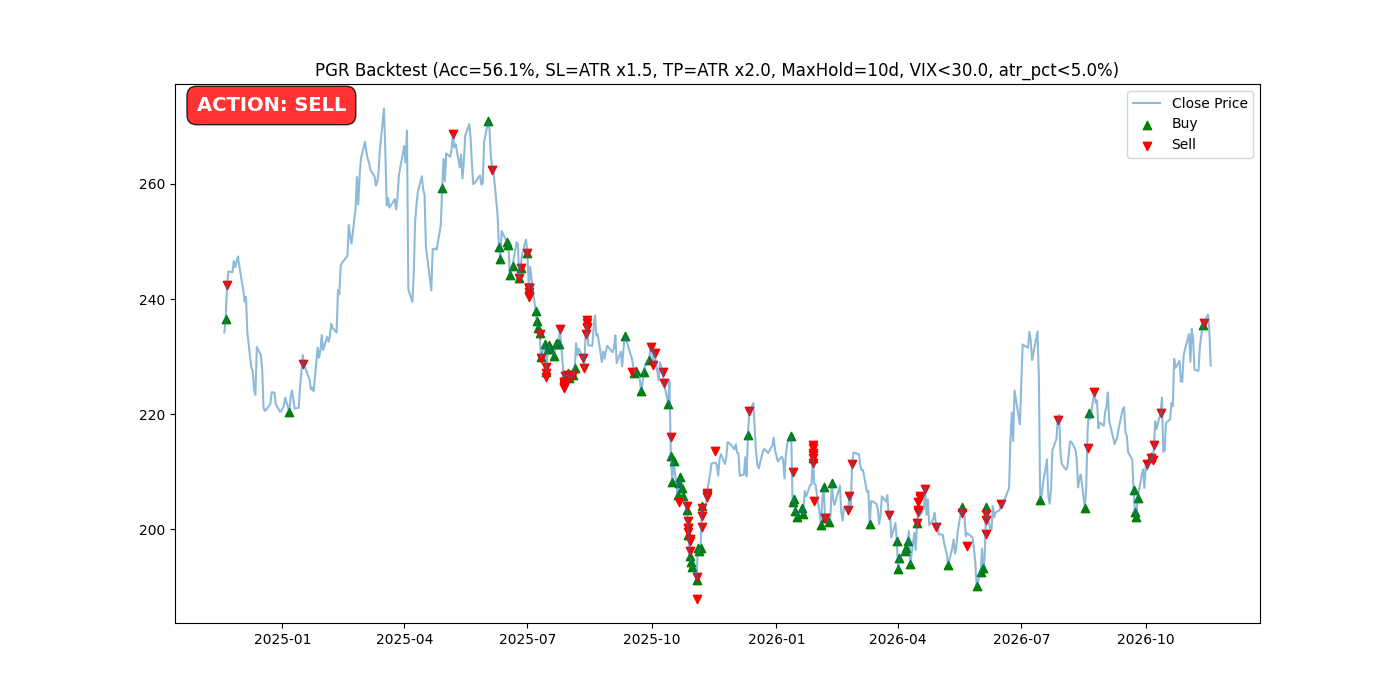 PGR Backtest (Acc=56.1%, SL=ATR x1.5, TP=ATR x2.0, MaxHold=10d, VIX<30.0, atr_pct<5.0%)
ACTION: SELL
Close Price
Buy
Sell
260
240
220
200
2025-01
2025-04
2025-07
2025-10
2026-01
2026-04
2026-07
2026-10